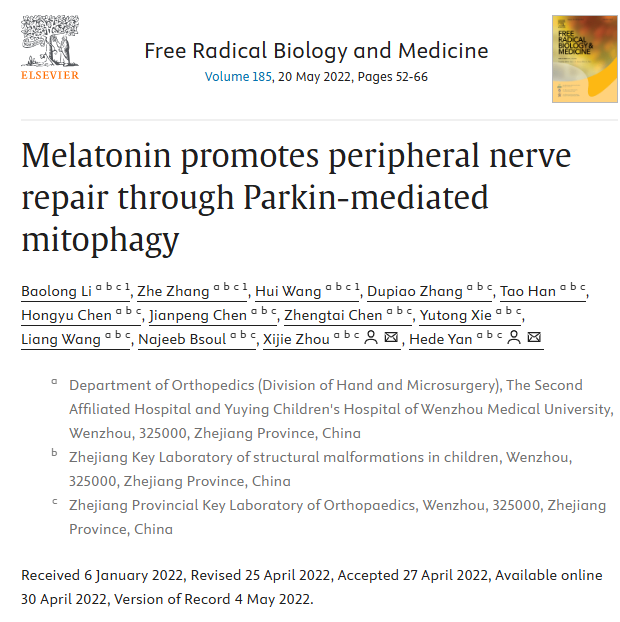 Free Radical Biology and Medicine
Volume 185, 20 May 2022, Pages 52-66
ELSEVIER
FREE
RADICAL
BIOLOGY &
MEDICINE
Melatonin promotes peripheral nerve
repair through Parkin-mediated
mitophagy
Baolong Li a b c 1, Zhe Zhang a b c 1, Hui Wang a b c 1, Dupiao Zhang a b c, Tao Han a b c,
Hongyu Chen a b c, Jianpeng Chen a b c, Zhengtai Chen a b c, Yutong Xie a b c,
Liang Wang a b c, Najeeb Bsoul a b c, Xijie Zhou a b c, Hede Yan a b c
a Department of Orthopedics (Division of Hand and Microsurgery), The Second
Affiliated Hospital and Yuying Children's Hospital of Wenzhou Medical University,
Wenzhou, 325000, Zhejiang Province, China
b Zhejiang Key Laboratory of structural malformations in children, Wenzhou,
325000, Zhejiang Province, China
c Zhejiang Provincial Key Laboratory of Orthopaedics, Wenzhou, 325000, Zhejiang
Province, China
Received 6 January 2022, Revised 25 April 2022, Accepted 27 April 2022, Available online
30 April 2022, Version of Record 4 May 2022.